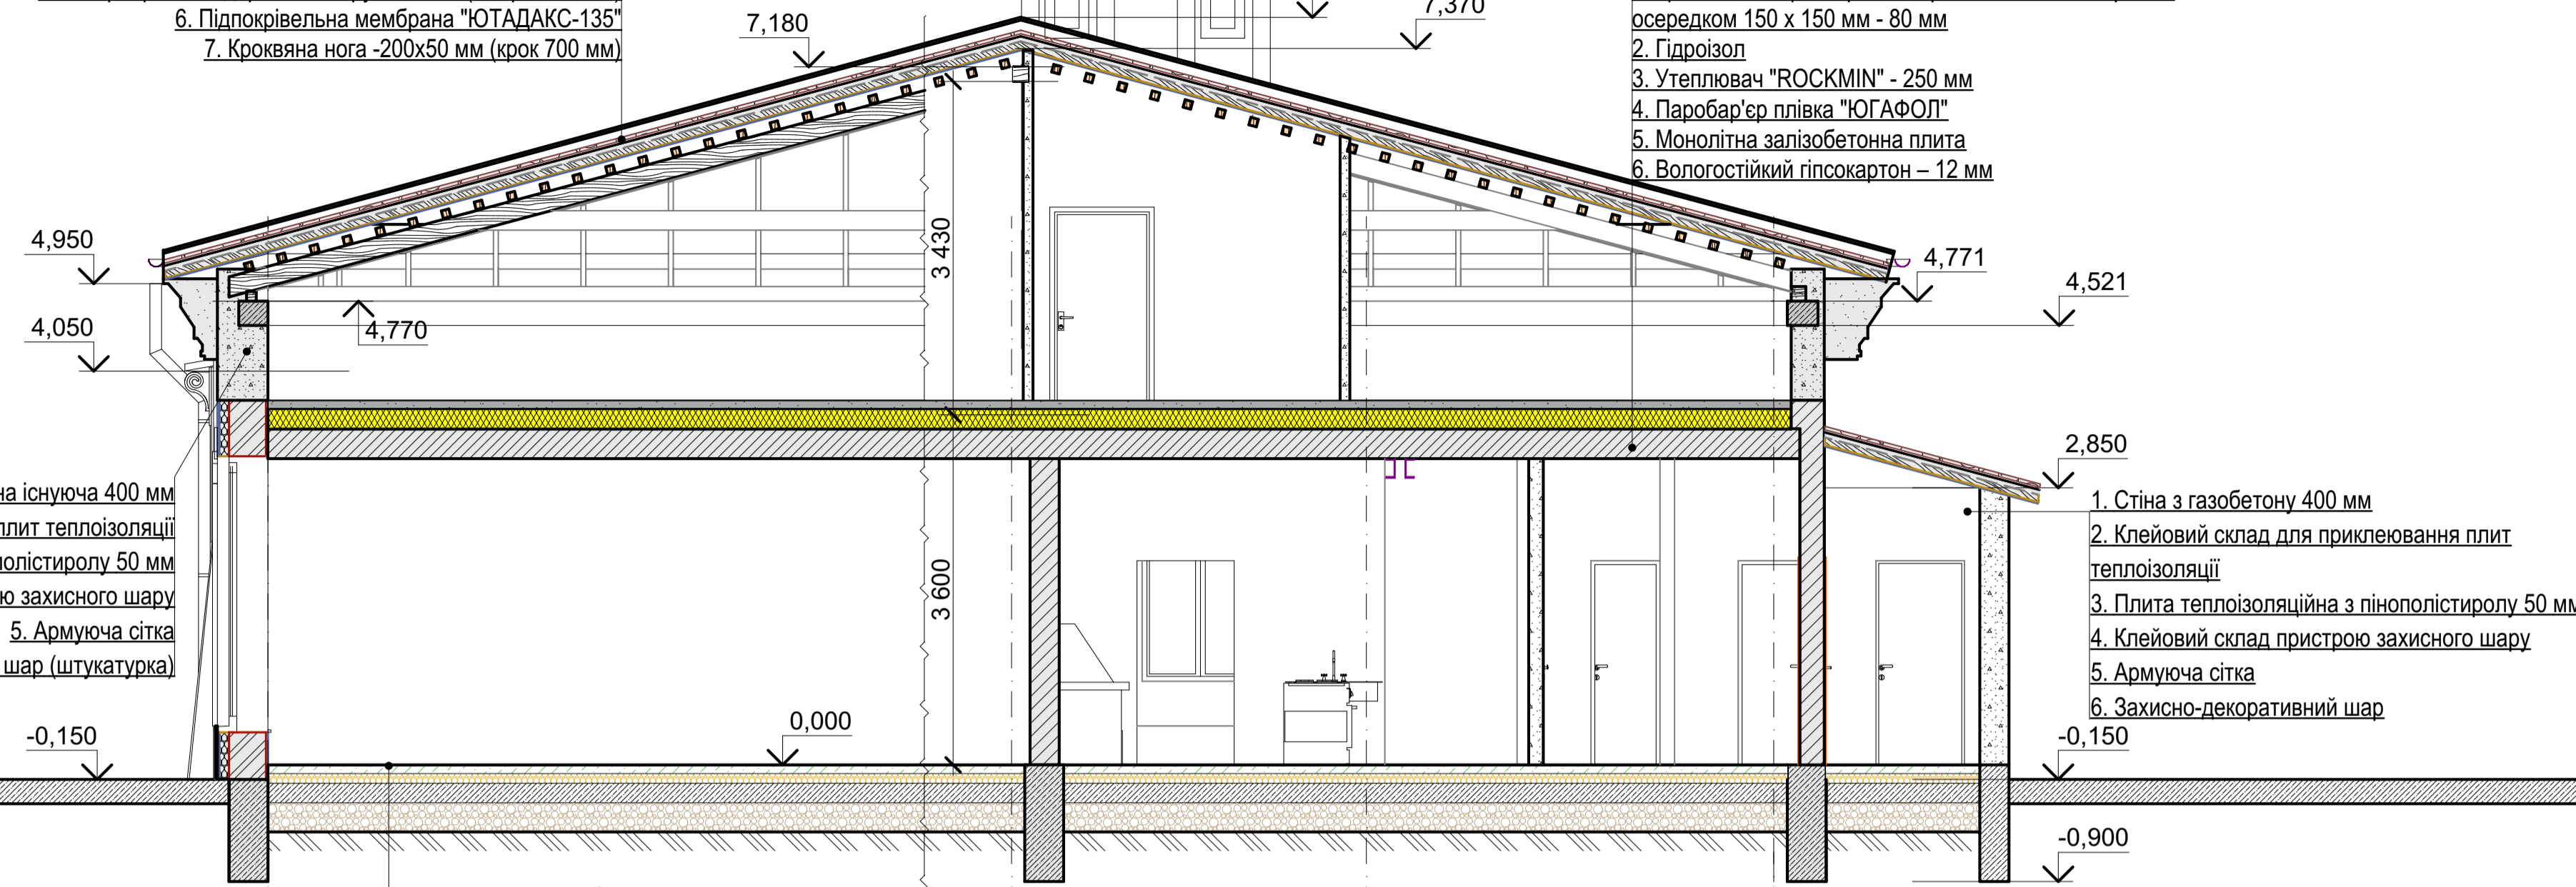 6. Підпокрівельна мембрана "ЮТАДАКС-135"
7. Кроквяна нога -200х50 мм (крок 700 мм)
7,180
7,370
осередком 150 х 150 мм - 80 мм
2. Гідроізол
3. Утеплювач "ROCKMIN" - 250 мм
4. Паробар'єр плівка "ЮГАФОЛ"
5. Монолітна залізобетонна плита
6. Вологостійкий гіпсокартон – 12 мм
4,950
4,050
4,770
3 430
4,771
4,521
2,850
на існуюча 400 мм
плит теплоізоляції
полістиролу 50 мм
ю захисного шару
5. Армуюча сітка
шар (штукатурка)
3 600
1. Стіна з газобетону 400 мм
2. Клейовий склад для приклеювання плит
теплоізоляції
3. Плита теплоізоляційна з пінополістиролу 50 мм
4. Клейовий склад пристрою захисного шару
5. Армуюча сітка
6. Захисно-декоративний шар
-0,150
0,000
-0,150
-0,900